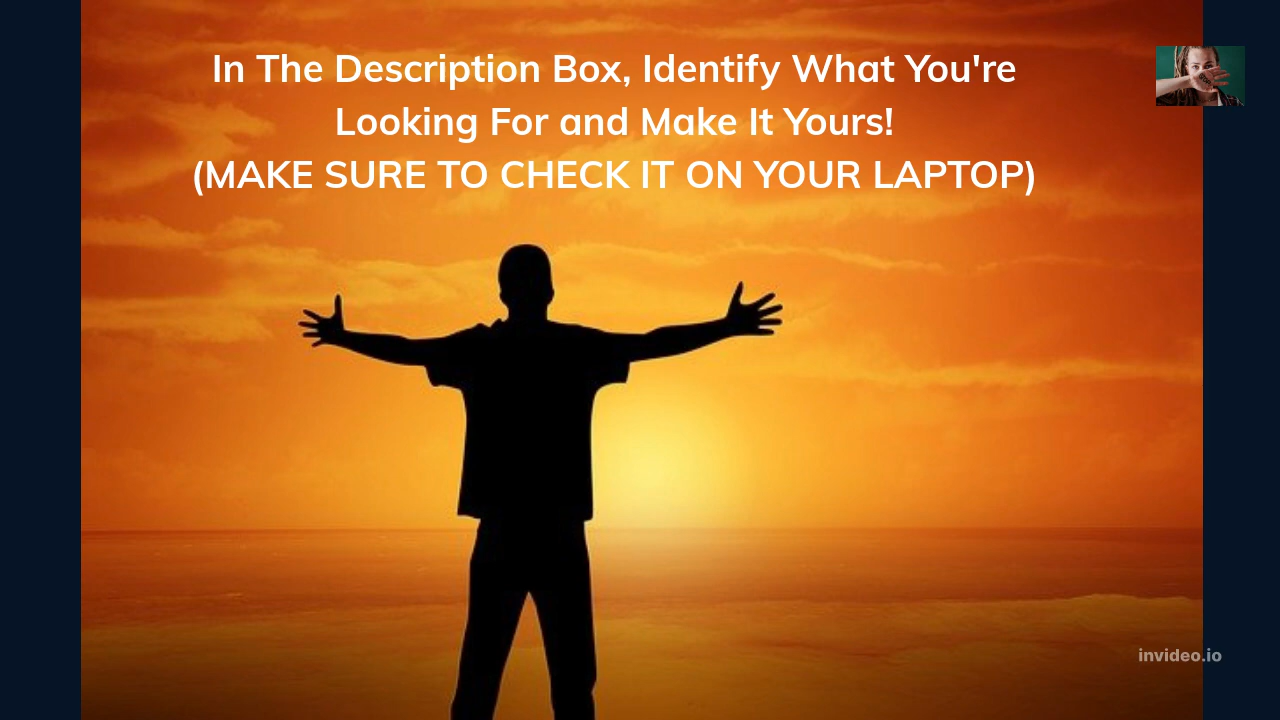 In The Description Box, Identify What You're
Looking For and Make It Yours!
(MAKE SURE TO CHECK IT ON YOUR LAPTOP)
invideo.io